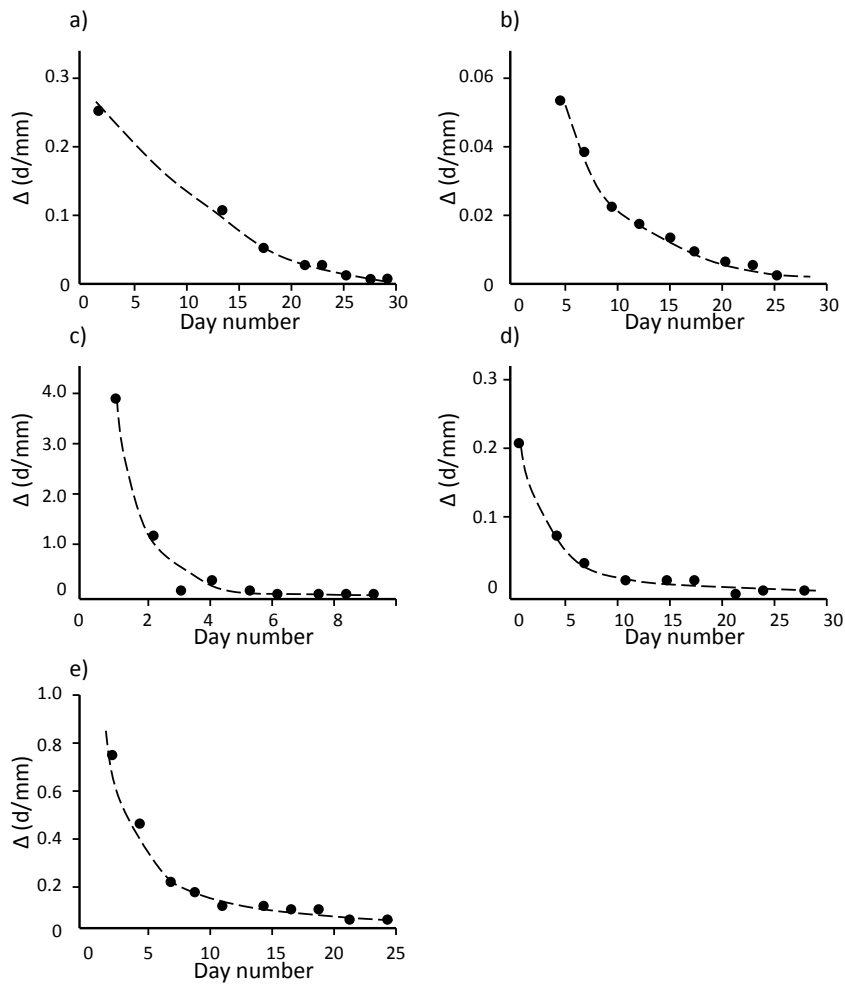 a)
Δ (d/mm)
0.3
0.2
0.1
0
0 5 10 15 20 25 30
Day number
b)
Δ (d/mm)
0.06
0.04
0.02
0
0 5 10 15 20 25 30
Day number
c)
Δ (d/mm)
4.0
3.0
2.0
1.0
0
0 2 4 6 8
Day number
d)
Δ (d/mm)
0.3
0.2
0.1
0
0 5 10 15 20 25 30
Day number
e)
Δ (d/mm)
1.0
0.8
0.6
0.4
0.2
0
0 5 10 15 20 25
Day number